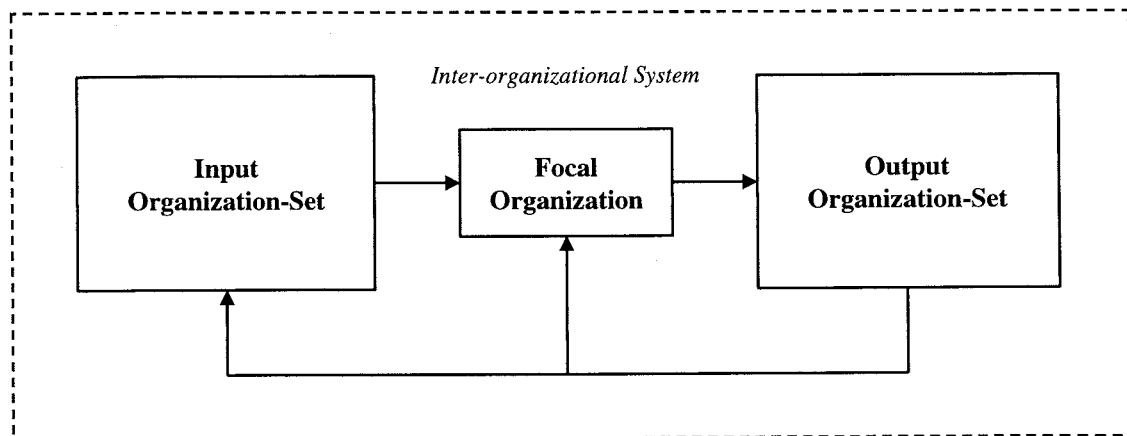 Inter-organizational System
Input
Organization-Set
Focal
Organization
Output
Organization-Set